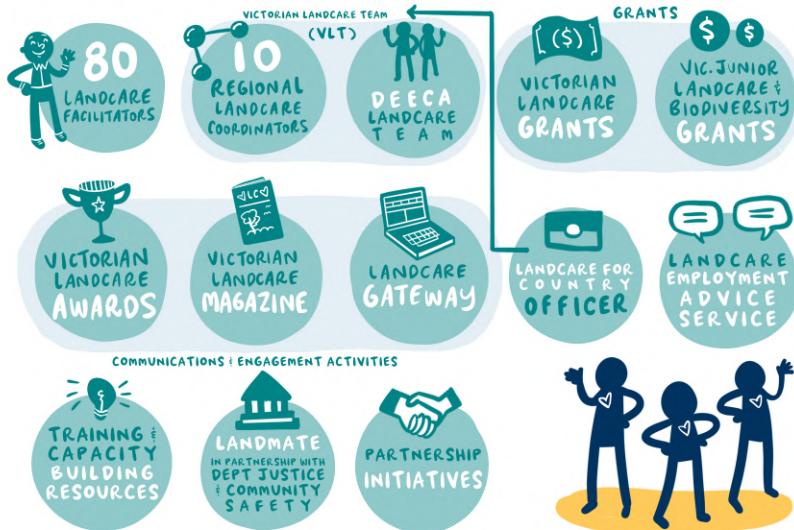 VICTORIAN LANDCARE TEAM
(VLT)
GRANTS
80
LANDCARE
FACILITATORS
10
REGIONAL
LANDCARE
COORDINATORS
DEECA
LANDCARE
TEAM
($)
VICTORIAN
LANDCARE
GRANTS
$ $
VIC. JUNIOR
LANDCARE &
BIODIVERSITY
GRANTS
VICTORIAN
LANDCARE
AWARDS
LC
VICTORIAN
LANDCARE
MAGAZINE
LANDCARE
GATEWAY
LANDCARE FOR
COUNTRY
OFFICER
LANDCARE
EMPLOYMENT
ADVICE
SERVICE
COMMUNICATIONS & ENGAGEMENT ACTIVITIES
TRAINING &
CAPACITY
BUILDING
RESOURCES
LANDMATE
IN PARTNERSHIP WITH
DEPT JUSTICE
& COMMUNITY
SAFETY
PARTNERSHIP
INITIATIVES